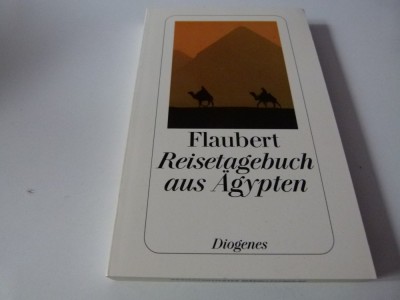 Flaubert
Reisetagebuch
aus Ägypten
Diogenes